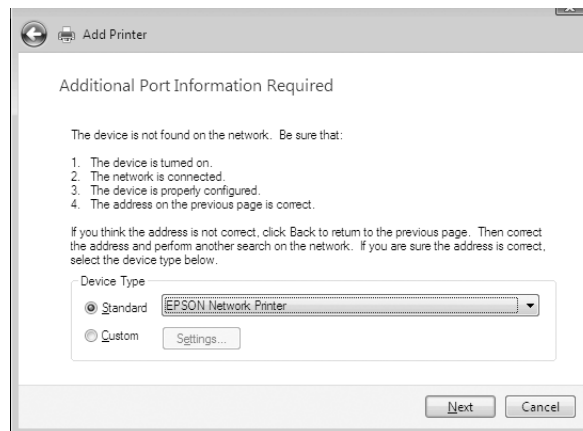 Add Printer
Additional Port Information Required
The device is not found on the network. Be sure that:
1. The device is turned on.
2. The network is connected.
3. The device is properly configured.
4. The address on the previous page is correct.
If you think the address is not correct, click Back to return to the previous page. Then correct
the address and perform another search on the network. If you are sure the address is correct,
select the device type below.
Device Type
Standard EPSON Network Printer
Custom Settings...
Next Cancel